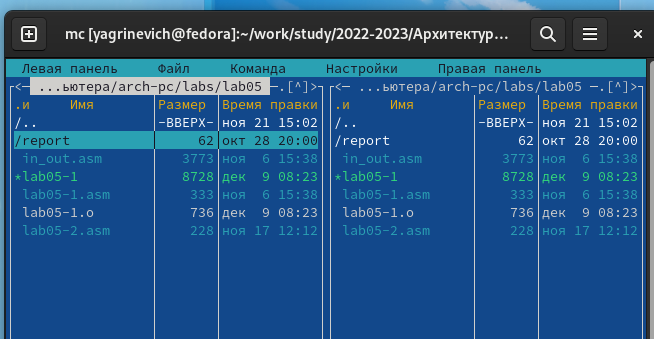 mc [yagrinevich@fedora]:~/work/study/2022-2023/Архитектур...
Левая панель Файл Команда Настройки Правая панель
<— ...ьютера/arch-pc/labs/lab05 —.[^]> <— ...ьютера/arch-pc/labs/lab05 —.[^]>
.и Имя Размер Время правки .и Имя Размер Время правки
/.. -ВВЕРХ- ноя 21 15:02 /.. -ВВЕРХ- ноя 21 15:02
/report 62 окт 28 20:00 /report 62 окт 28 20:00
in_out.asm 3773 ноя 6 15:38 in_out.asm 3773 ноя 6 15:38
*lab05-1 8728 дек 9 08:23 *lab05-1 8728 дек 9 08:23
lab05-1.asm 333 ноя 6 15:38 lab05-1.asm 333 ноя 6 15:38
lab05-1.o 736 дек 9 08:23 lab05-1.o 736 дек 9 08:23
lab05-2.asm 228 ноя 17 12:12 lab05-2.asm 228 ноя 17 12:12